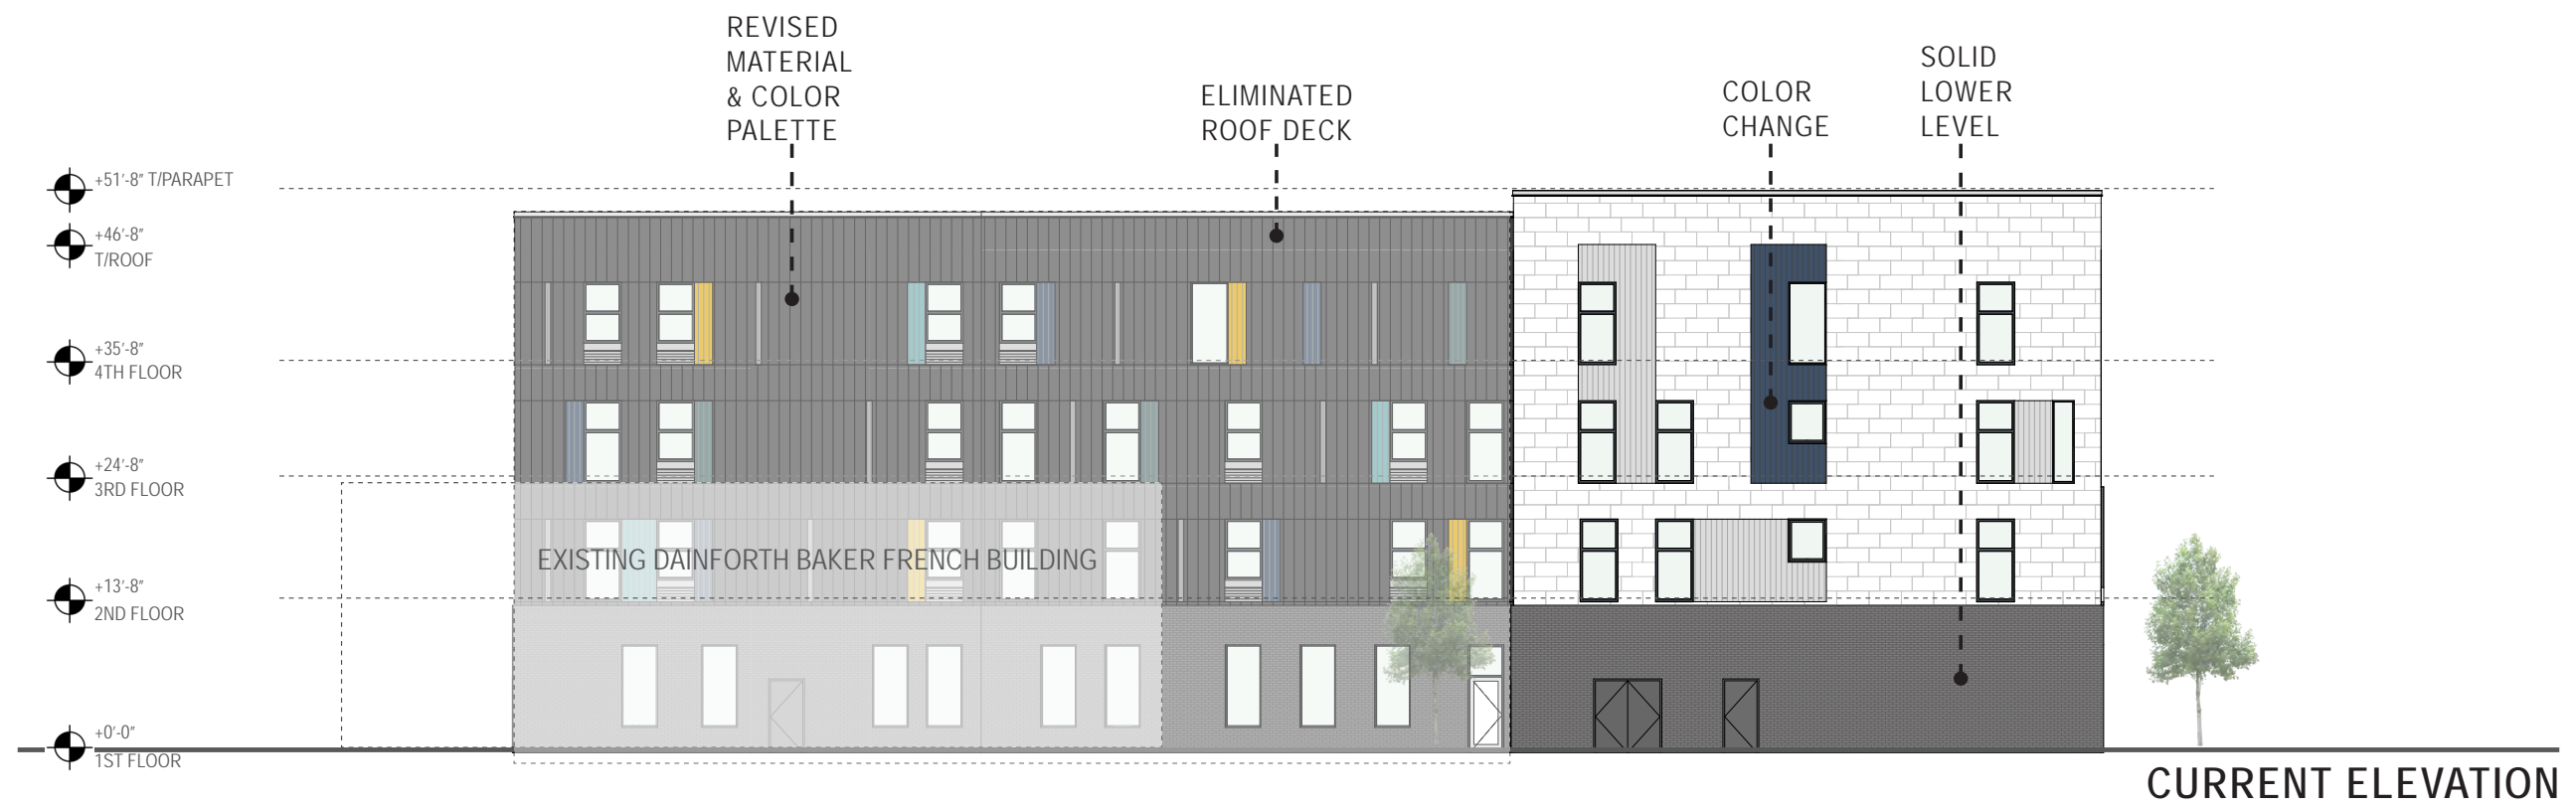 REVISED
MATERIAL
& COLOR
PALETTE
ELIMINATED
ROOF DECK
COLOR
CHANGE
SOLID
LOWER
LEVEL
+51'-8" T/PARAPET
+46'-8"
T/ROOF
+35'-8"
4TH FLOOR
+24'-8"
3RD FLOOR
+13'-8"
2ND FLOOR
+0'-0"
1ST FLOOR
EXISTING DAINFORTH BAKER FRENCH BUILDING
CURRENT ELEVATION